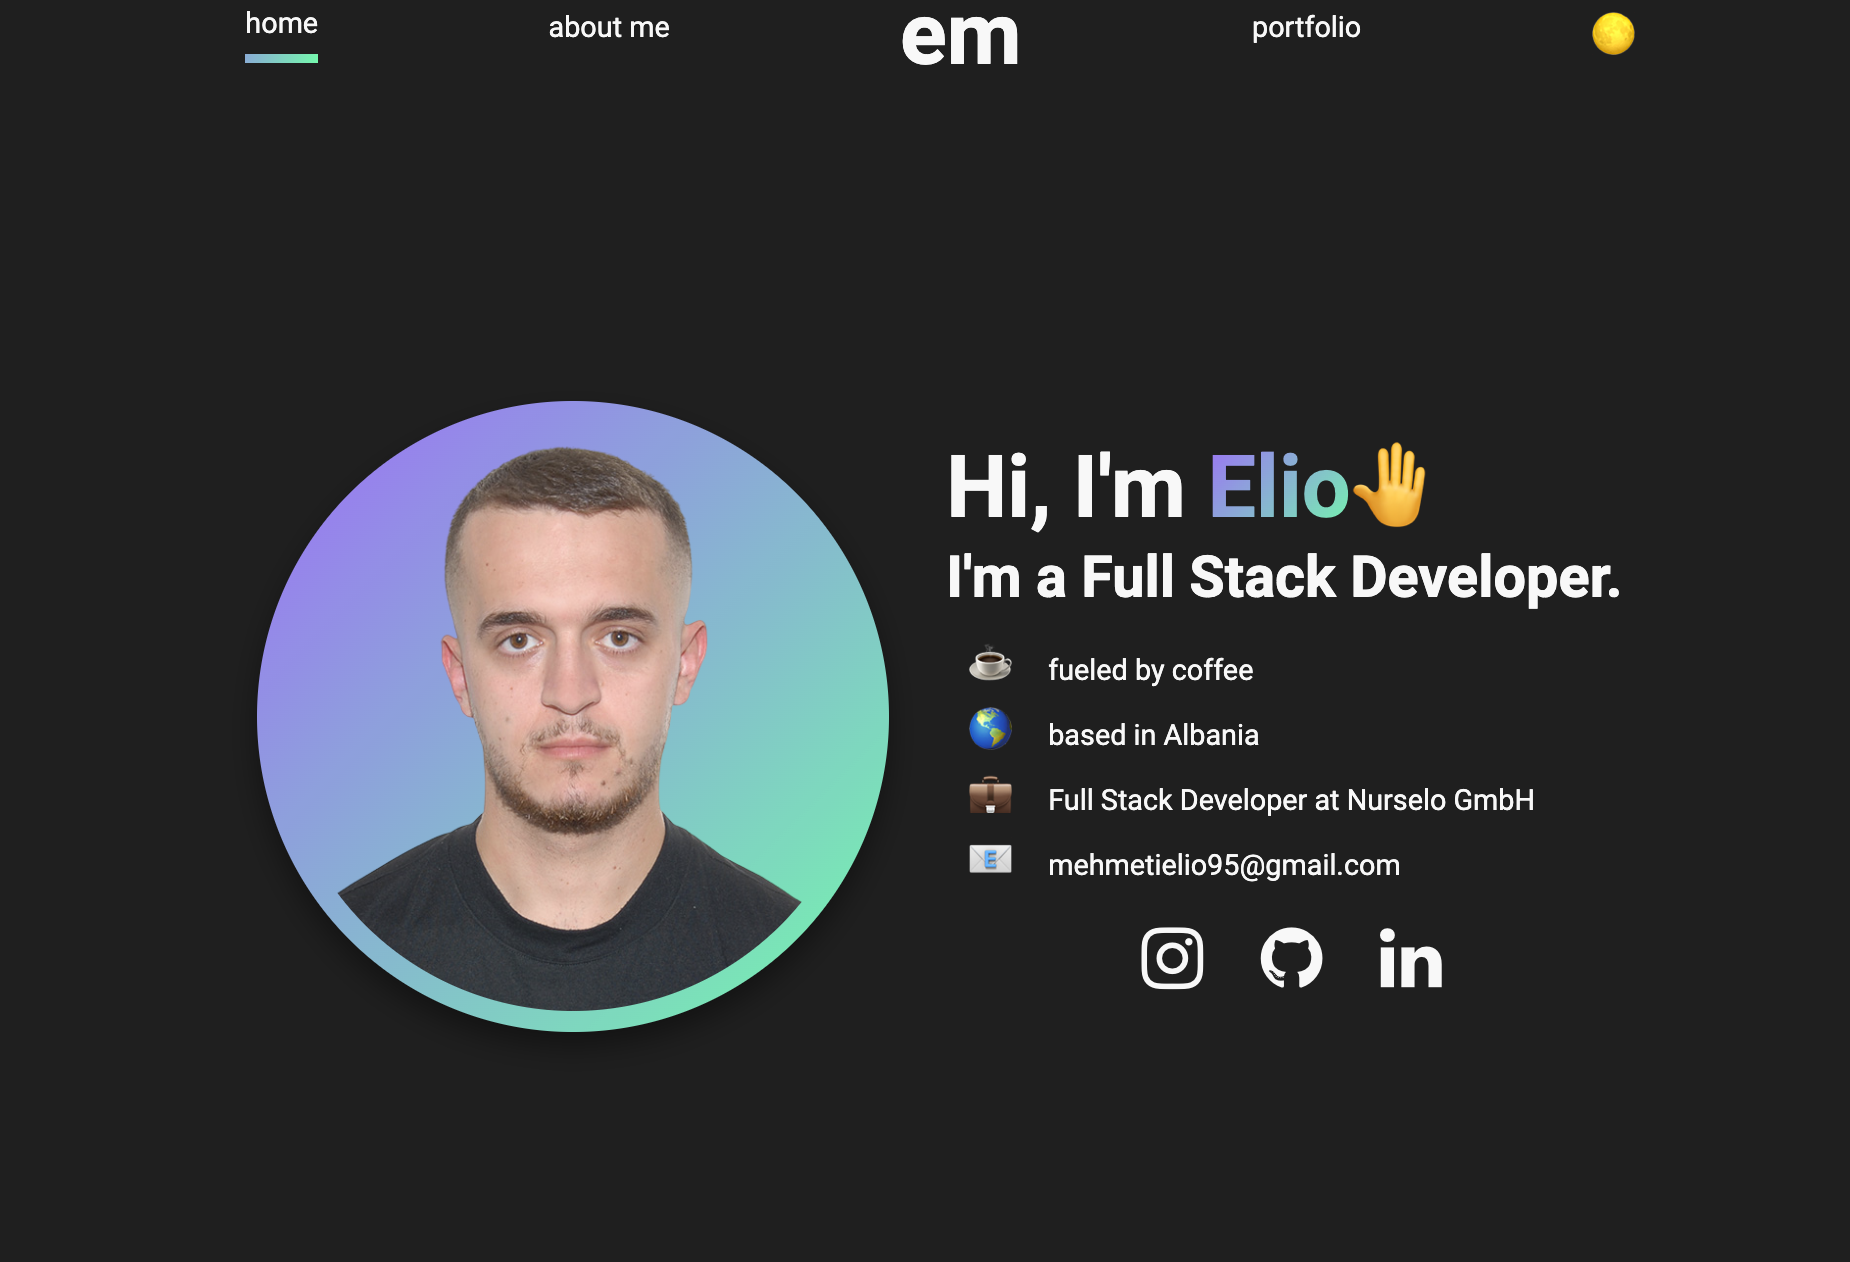 home
about me
em
portfolio
Hi, I'm Elio🤚
I'm a Full Stack Developer.
fueled by coffee
based in Albania
Full Stack Developer at Nurselo GmbH
mehmetielio95@gmail.com
in